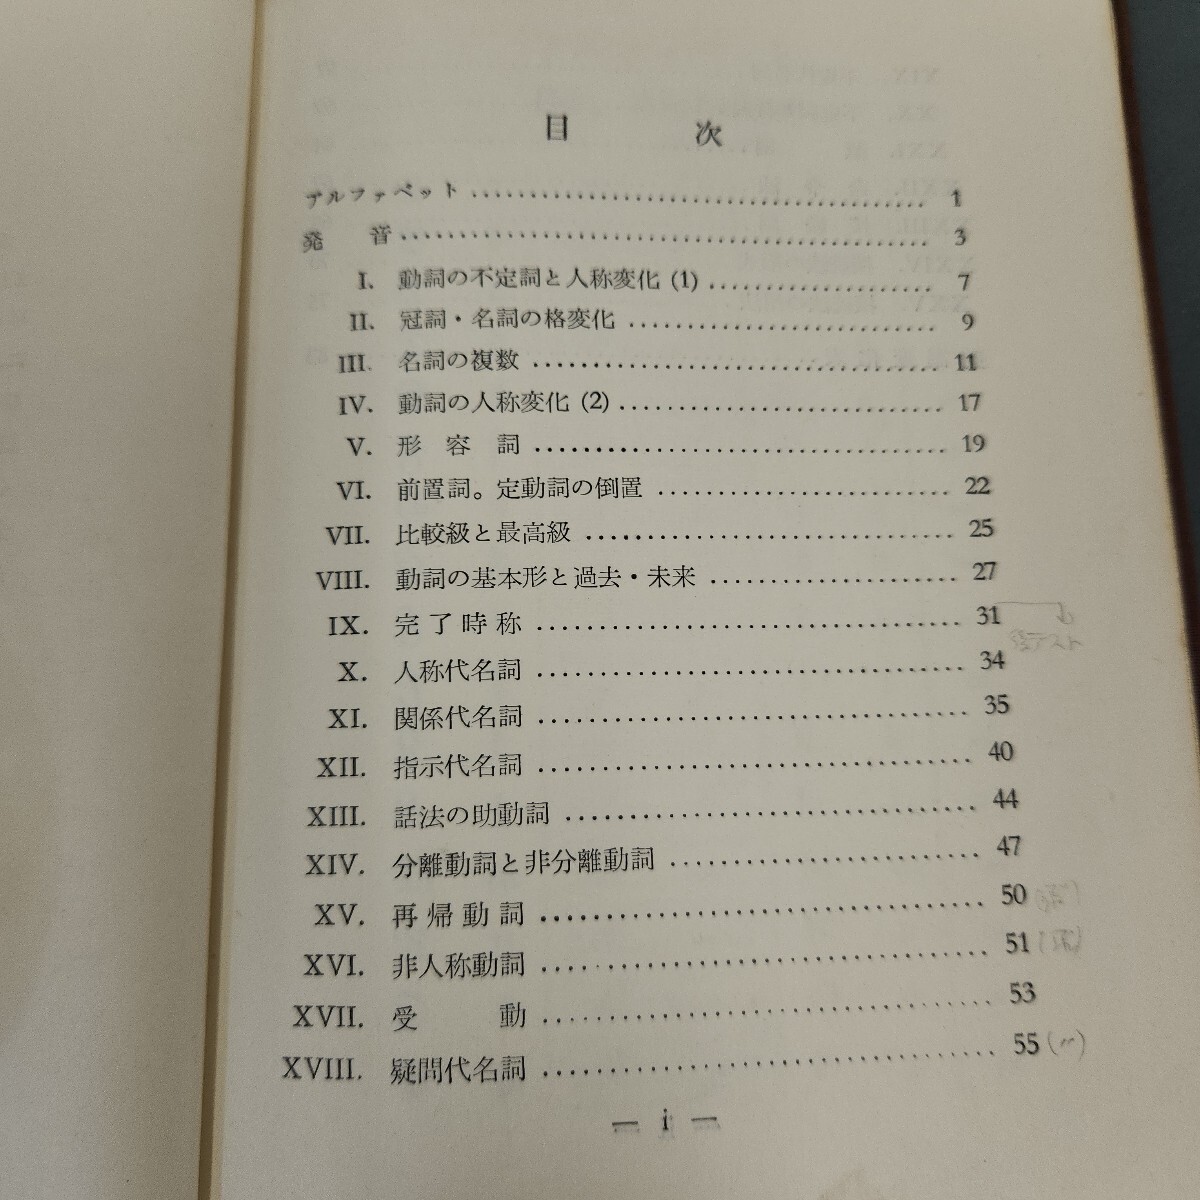 目次
アルファベット 1
発音 3
I. 動詞の不定詞と人称変化 (1) 7
II. 冠詞・名詞の格変化 9
III. 名詞の複数 11
IV. 動詞の人称変化 (2) 17
V. 形容詞 19
VI. 前置詞。定動詞の倒置 22
VII. 比較級と最高級 25
VIII. 動詞の基本形と過去・未来 27
IX. 完了時称 31
X. 人称代名詞 34
XI. 関係代名詞 35
XII. 指示代名詞 40
XIII. 話法の助動詞 44
XIV. 分離動詞と非分離動詞 47
XV. 再帰動詞 50
XVI. 非人称動詞 51
XVII. 受動 53
XVIII. 疑問代名詞 55
— i —